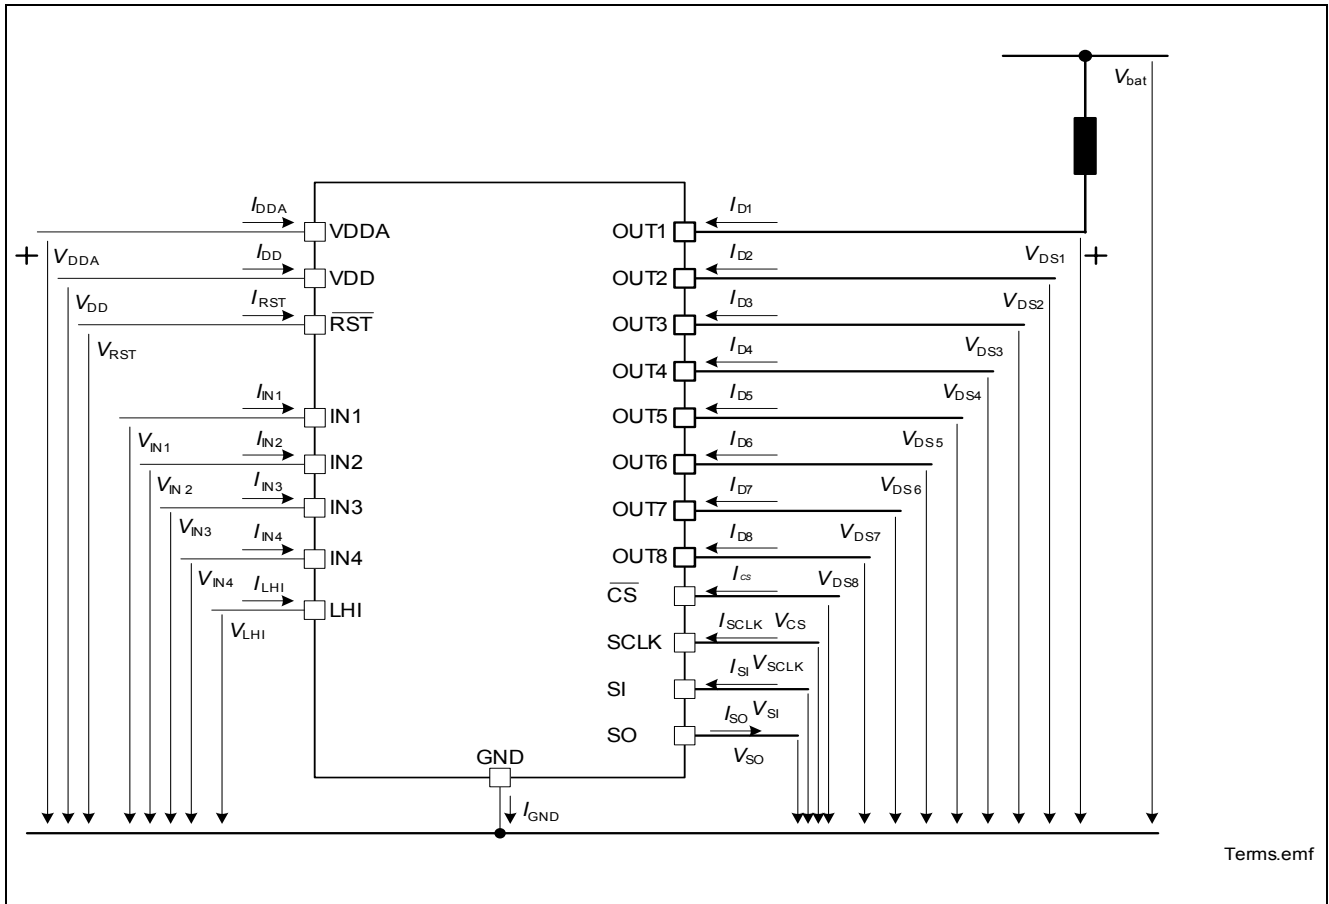 Vbat
IDDA
VDDA
OUT1
ID1
+
VDDA
IDD
VDD
OUT2
ID2
VDS1
+
VDD
IRST
RST
OUT3
ID3
VDS2
VRST
OUT4
ID4
VDS3
IIN1
IN1
OUT5
ID5
VDS4
VIN1
IIN2
IN2
OUT6
ID6
VDS5
VIN2
IIN3
IN3
OUT7
ID7
VDS6
VIN3
IIN4
IN4
OUT8
ID8
VDS7
VIN4
ILHI
LHI
CS
Ics
VDS8
VLHI
SCLK
ISCLK
VCS
SI
ISI
VSCLK
SO
ISO
VSI
VSO
GND
IGND
Terms.emf